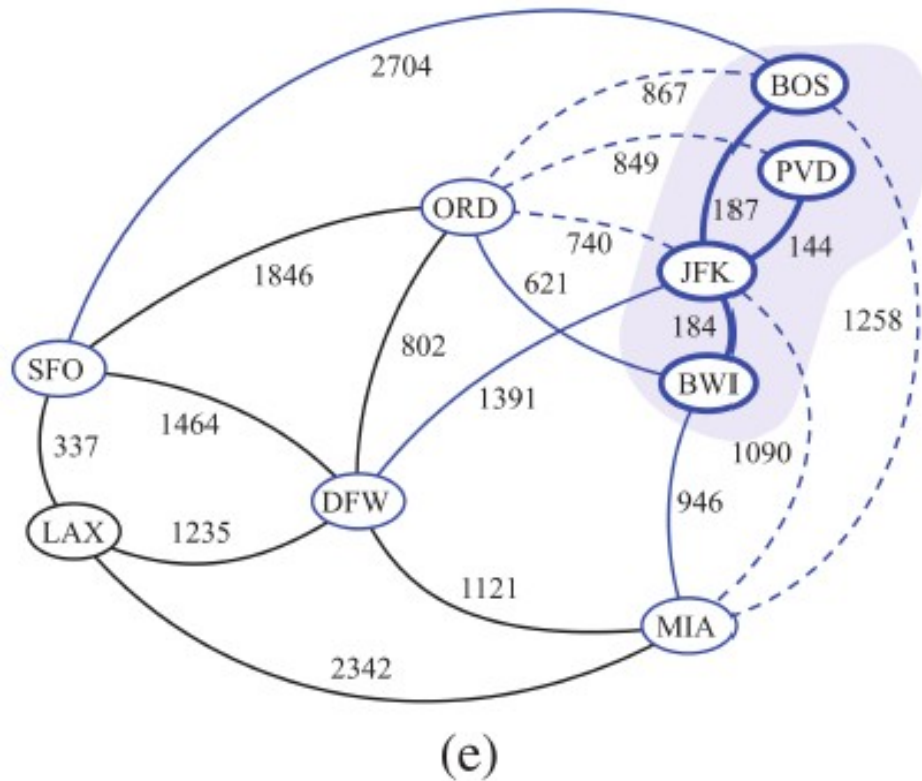 2704
BOS
867
849
PVD
ORD
187
740
144
JFK
1846
621
1258
184
802
SFO
BWI
1391
1464
337
1090
DFW
946
LAX
1235
1121
MIA
2342
(e)